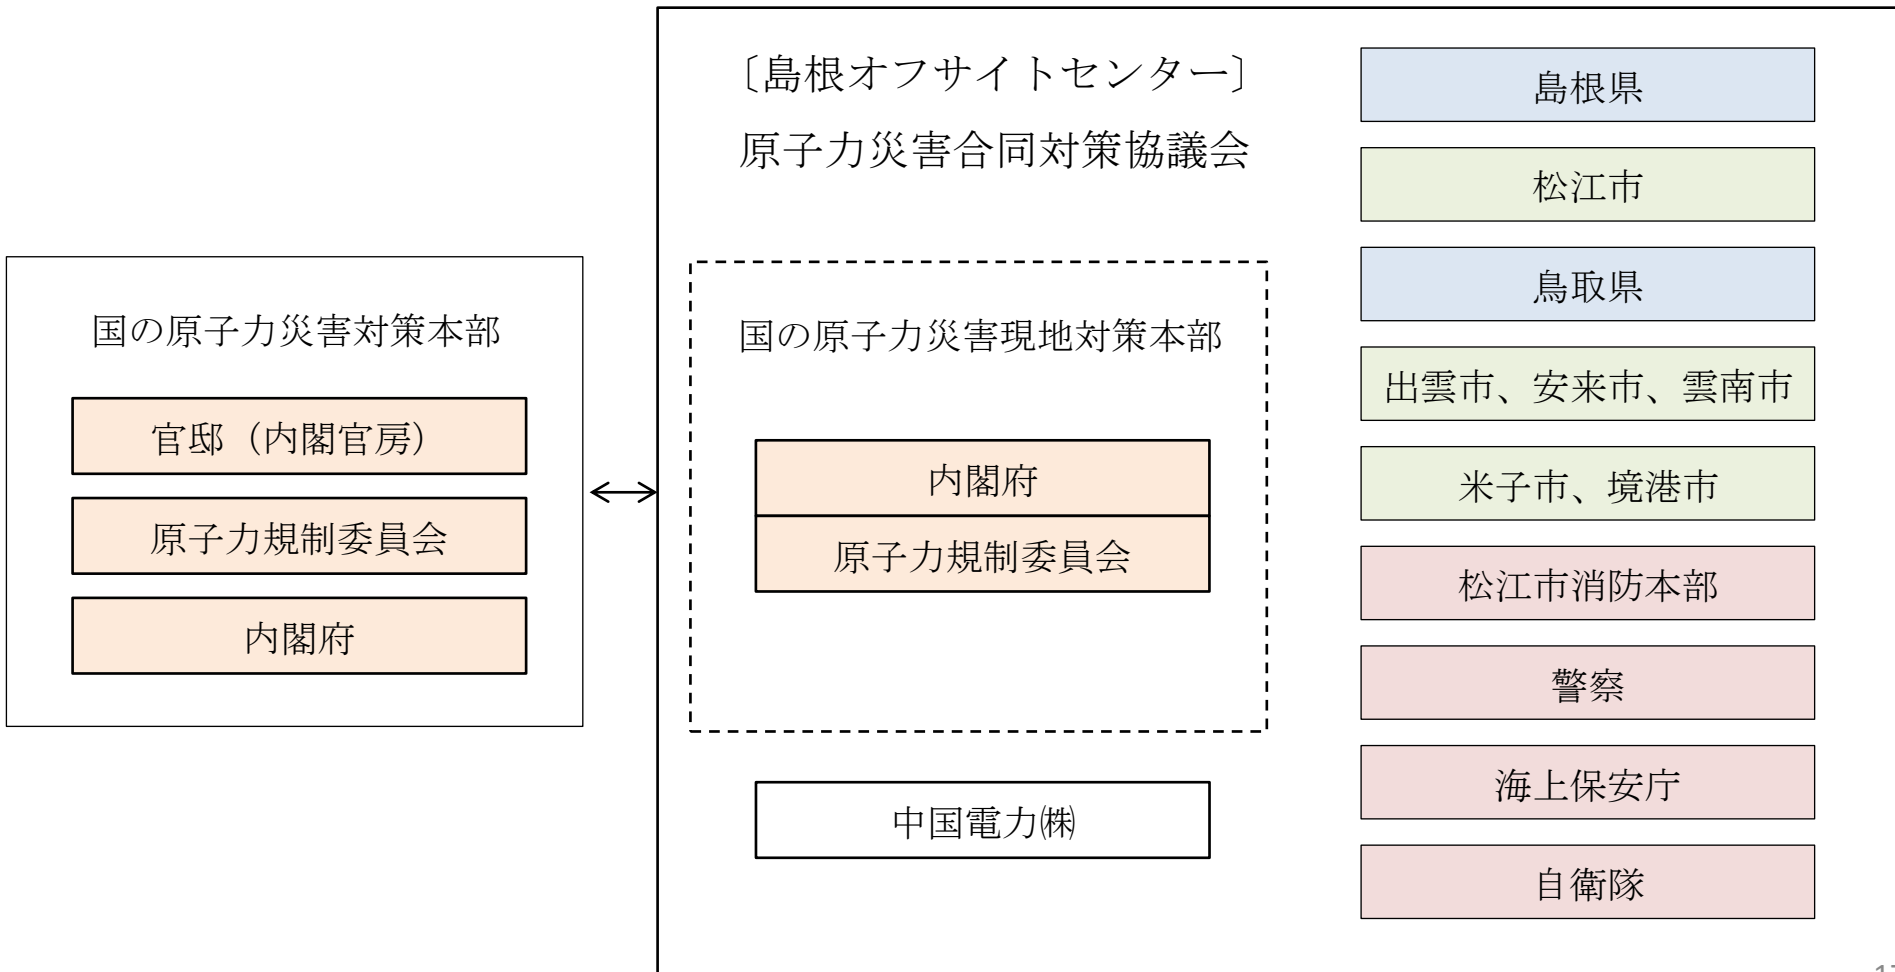 〔島根オフサイトセンター〕
原子力災害合同対策協議会
国の原子力災害対策本部
官邸（内閣官房）
原子力規制委員会
内閣府
国の原子力災害現地対策本部
内閣府
原子力規制委員会
中国電力㈱
島根県
松江市
鳥取県
出雲市、安来市、雲南市
米子市、境港市
松江市消防本部
警察
海上保安庁
自衛隊